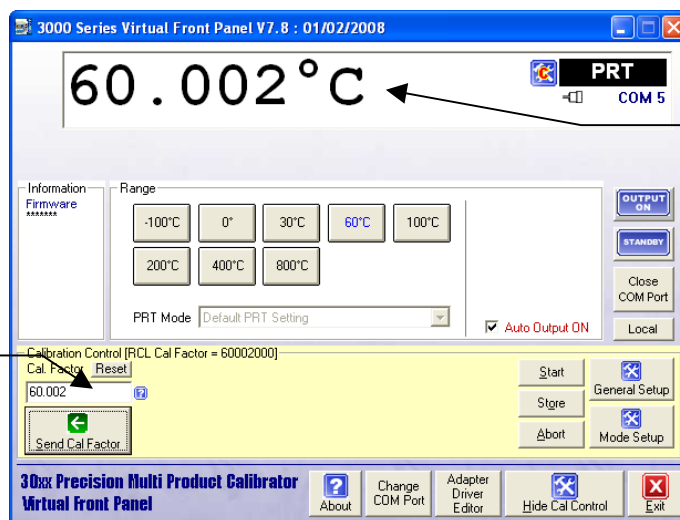 3000 Series Virtual Front Panel V7.8 : 01/02/2008
60.002°C
PRT
COM 5
Information
Firmware
*******
Range
-100°C 0° 30°C 60°C 100°C
200°C 400°C 800°C
PRT Mode Default PRT Setting
Auto Output ON
OUTPUT ON
STANDBY
Close COM Port
Local
Calibration Control [RCL Cal Factor = 60002000]
Cal. Factor Reset
60.002
Send Cal Factor
Start
Store
Abort
General Setup
Mode Setup
30xx Precision Multi Product Calibrator
Virtual Front Panel
About
Change COM Port
Adapter Driver Editor
Hide Cal Control
Exit